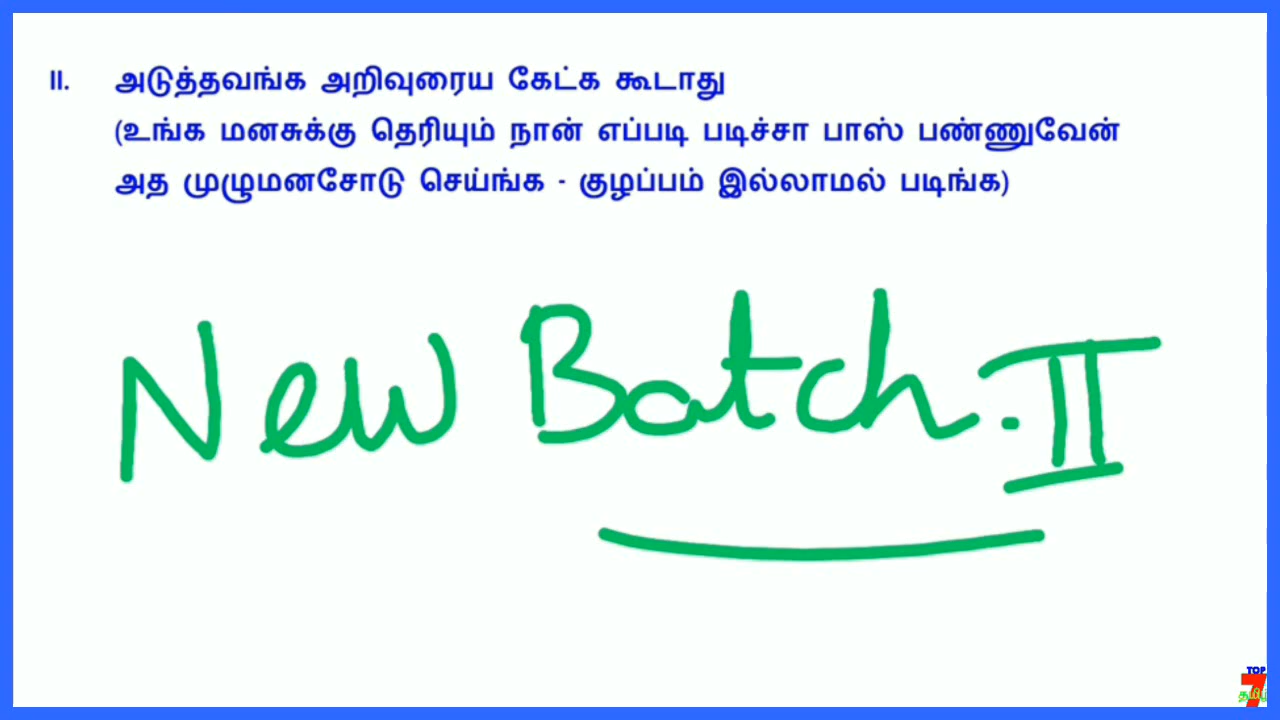 II. அடுத்தவங்க அறிவுரைய கேட்க கூடாது
(உங்க மனசுக்கு தெரியும் நான் எப்படி படிச்சா பாஸ் பண்ணுவேன்
அத முழுமனசோடு செய்ங்க - குழப்பம் இல்லாமல் படிங்க)
New Batch.II
TOP
7
தமிழ்